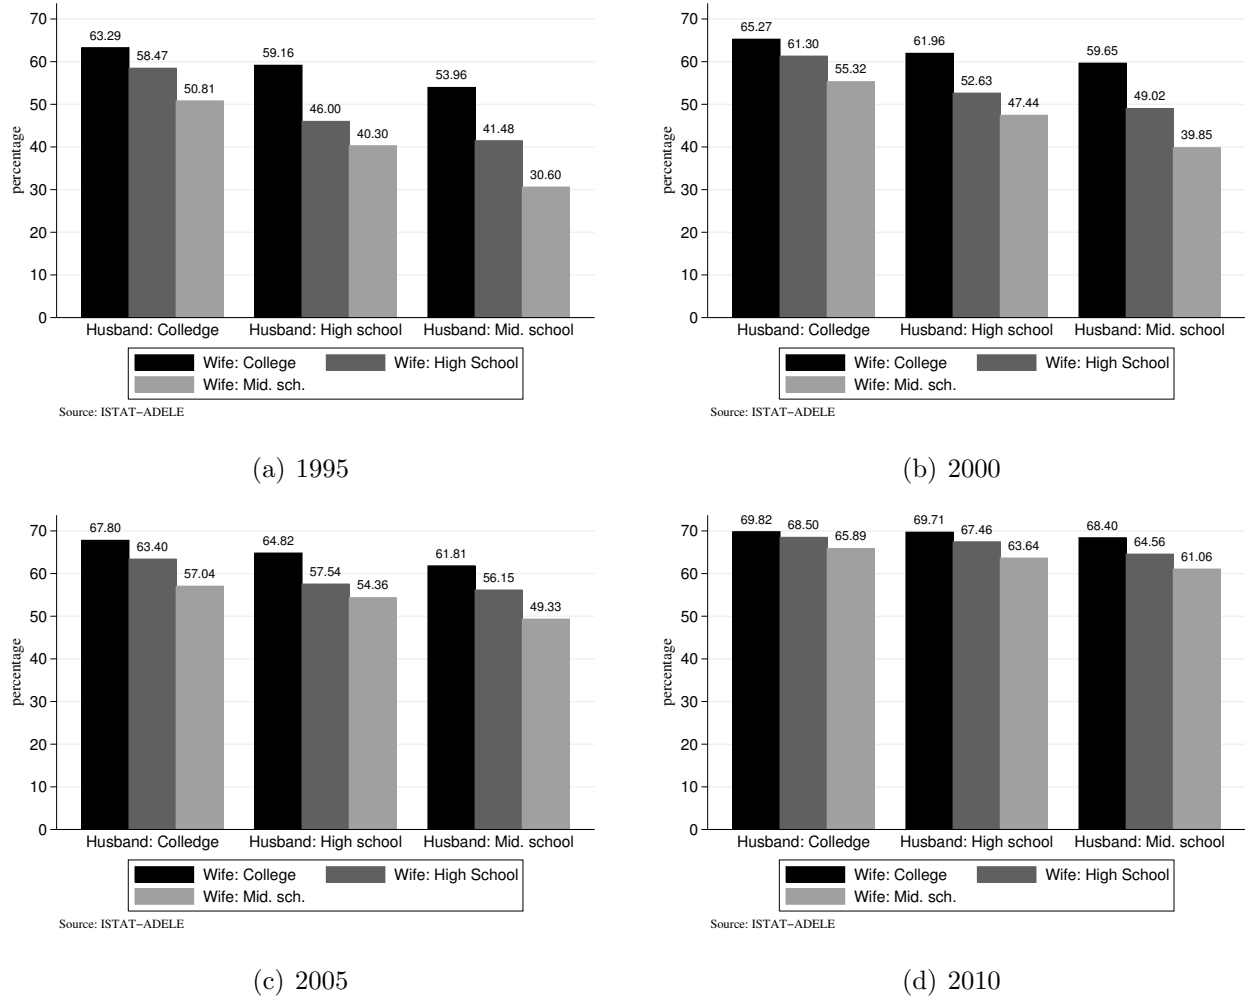 70
60
50
40
30
20
10
0
percentage
63.29
58.47
50.81
59.16
46.00
40.30
53.96
41.48
30.60
Husband: Colledge Husband: High school Husband: Mid. school
Wife: College Wife: High School
Wife: Mid. sch.
Source: ISTAT−ADELE
(a) 1995
70
60
50
40
30
20
10
0
percentage
65.27
61.30
55.32
61.96
52.63
47.44
59.65
49.02
39.85
Husband: Colledge Husband: High school Husband: Mid. school
Wife: College Wife: High School
Wife: Mid. sch.
Source: ISTAT−ADELE
(b) 2000
70
60
50
40
30
20
10
0
percentage
67.80
63.40
57.04
64.82
57.54
54.36
61.81
56.15
49.33
Husband: Colledge Husband: High school Husband: Mid. school
Wife: College Wife: High School
Wife: Mid. sch.
Source: ISTAT−ADELE
(c) 2005
70
60
50
40
30
20
10
0
percentage
69.82
68.50
65.89
69.71
67.46
63.64
68.40
64.56
61.06
Husband: Colledge Husband: High school Husband: Mid. school
Wife: College Wife: High School
Wife: Mid. sch.
Source: ISTAT−ADELE
(d) 2010